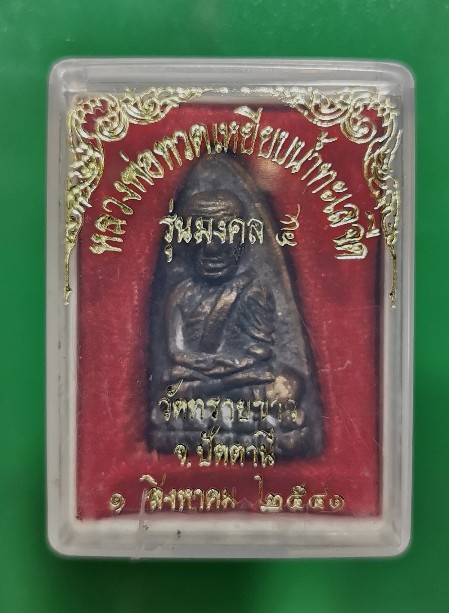 หลวงพ่อทวดเหยียบน้ำทะเลจืด
รุ่นมงคล ๕๕
วัดทรายขาว
จ.ปัตตานี
๑ สิงหาคม ๒๕๔๑